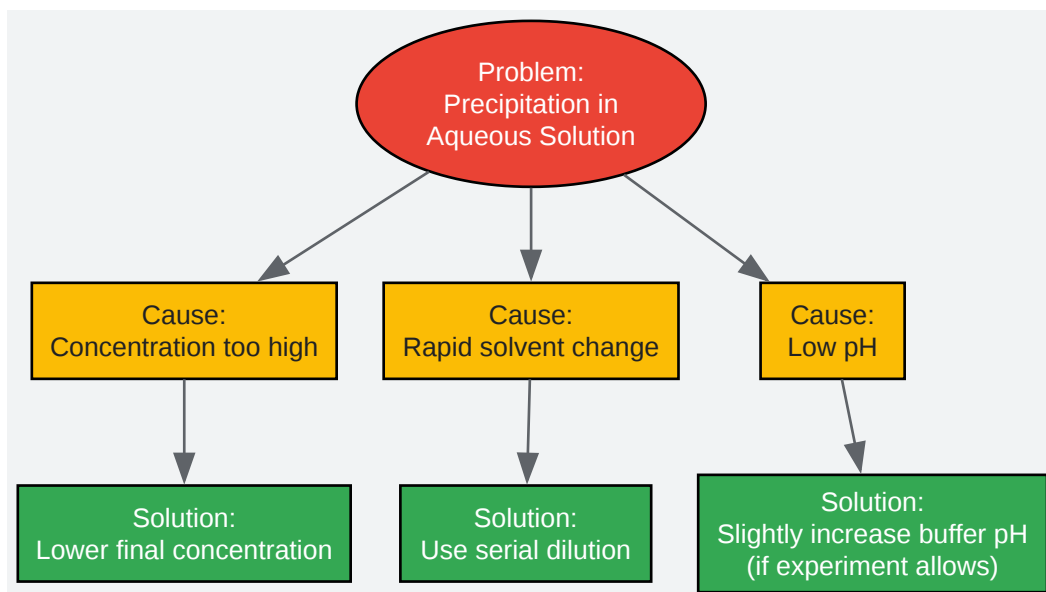 Problem:
Precipitation in
Aqueous Solution
Cause:
Concentration too high
Cause:
Rapid solvent change
Cause:
Low pH
Solution:
Lower final concentration
Solution:
Use serial dilution
Solution:
Slightly increase buffer pH
(if experiment allows)